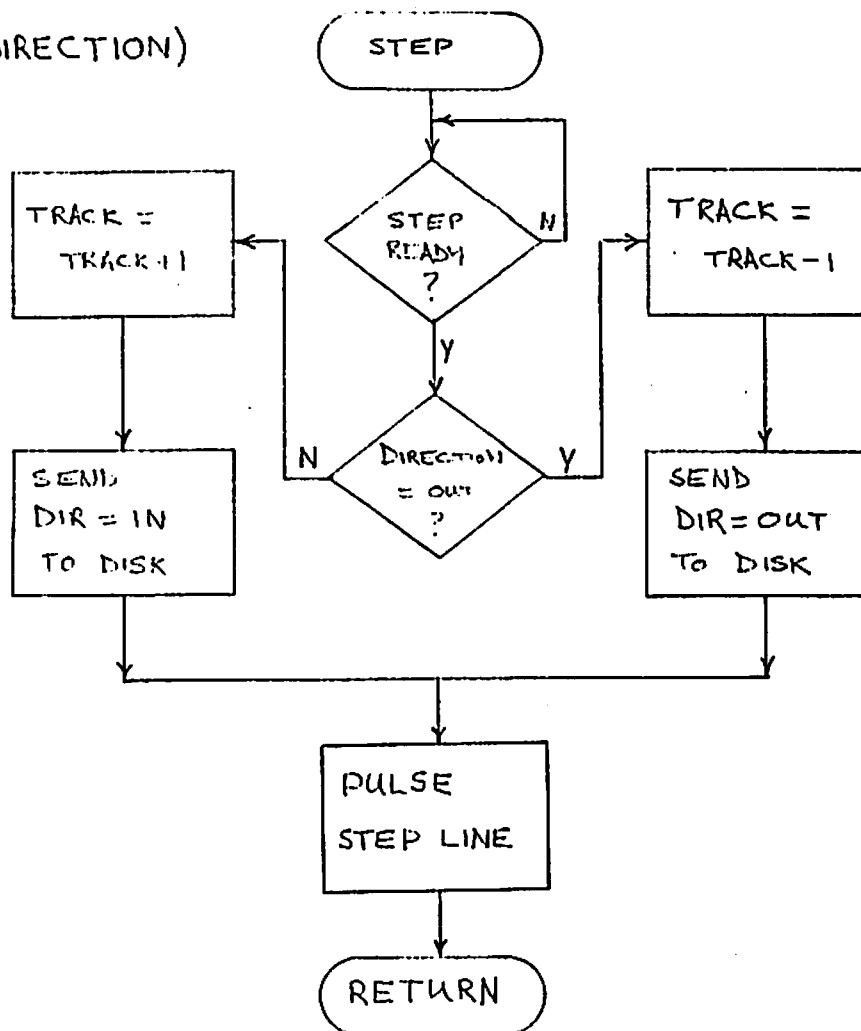 DIRECTION)
STEP
STEP
READY
?
N
Y
TRACK =
TRACK+1
TRACK =
TRACK-1
DIRECTION
= OUT
?
N
Y
SEND
DIR = IN
TO DISK
SEND
DIR=OUT
TO DISK
PULSE
STEP LINE
RETURN